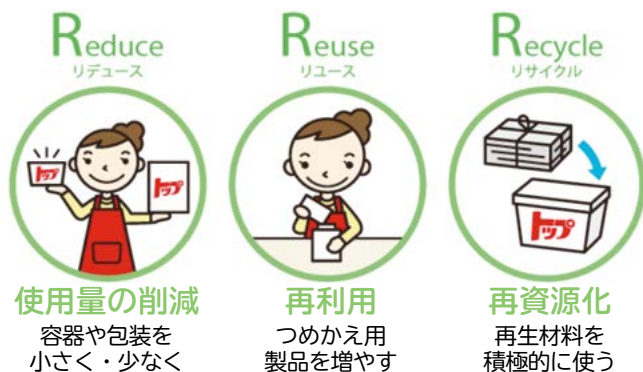 Reduce
リデュース
トップ
トップ
使用量の削減
容器や包装を
小さく・少なく
Reuse
リユース
再利用
つめかえ用
製品を増やす
Recycle
リサイクル
トップ
再資源化
再生材料を
積極的に使う